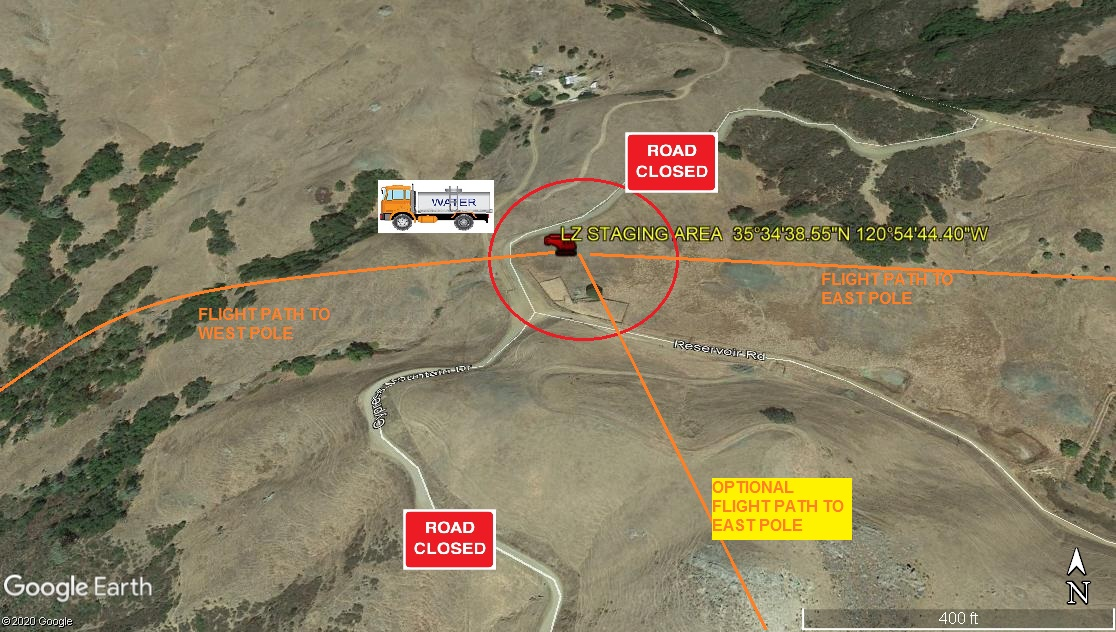 ROAD
CLOSED
WATER
LZ STAGING AREA 35°34'38.55"N 120°54'44.40"W
FLIGHT PATH TO
EAST POLE
FLIGHT PATH TO
WEST POLE
Reservoir Rd
Mountain Dr
OPTIONAL
FLIGHT PATH TO
EAST POLE
ROAD
CLOSED
Google Earth
N
400 ft
©2020 Google